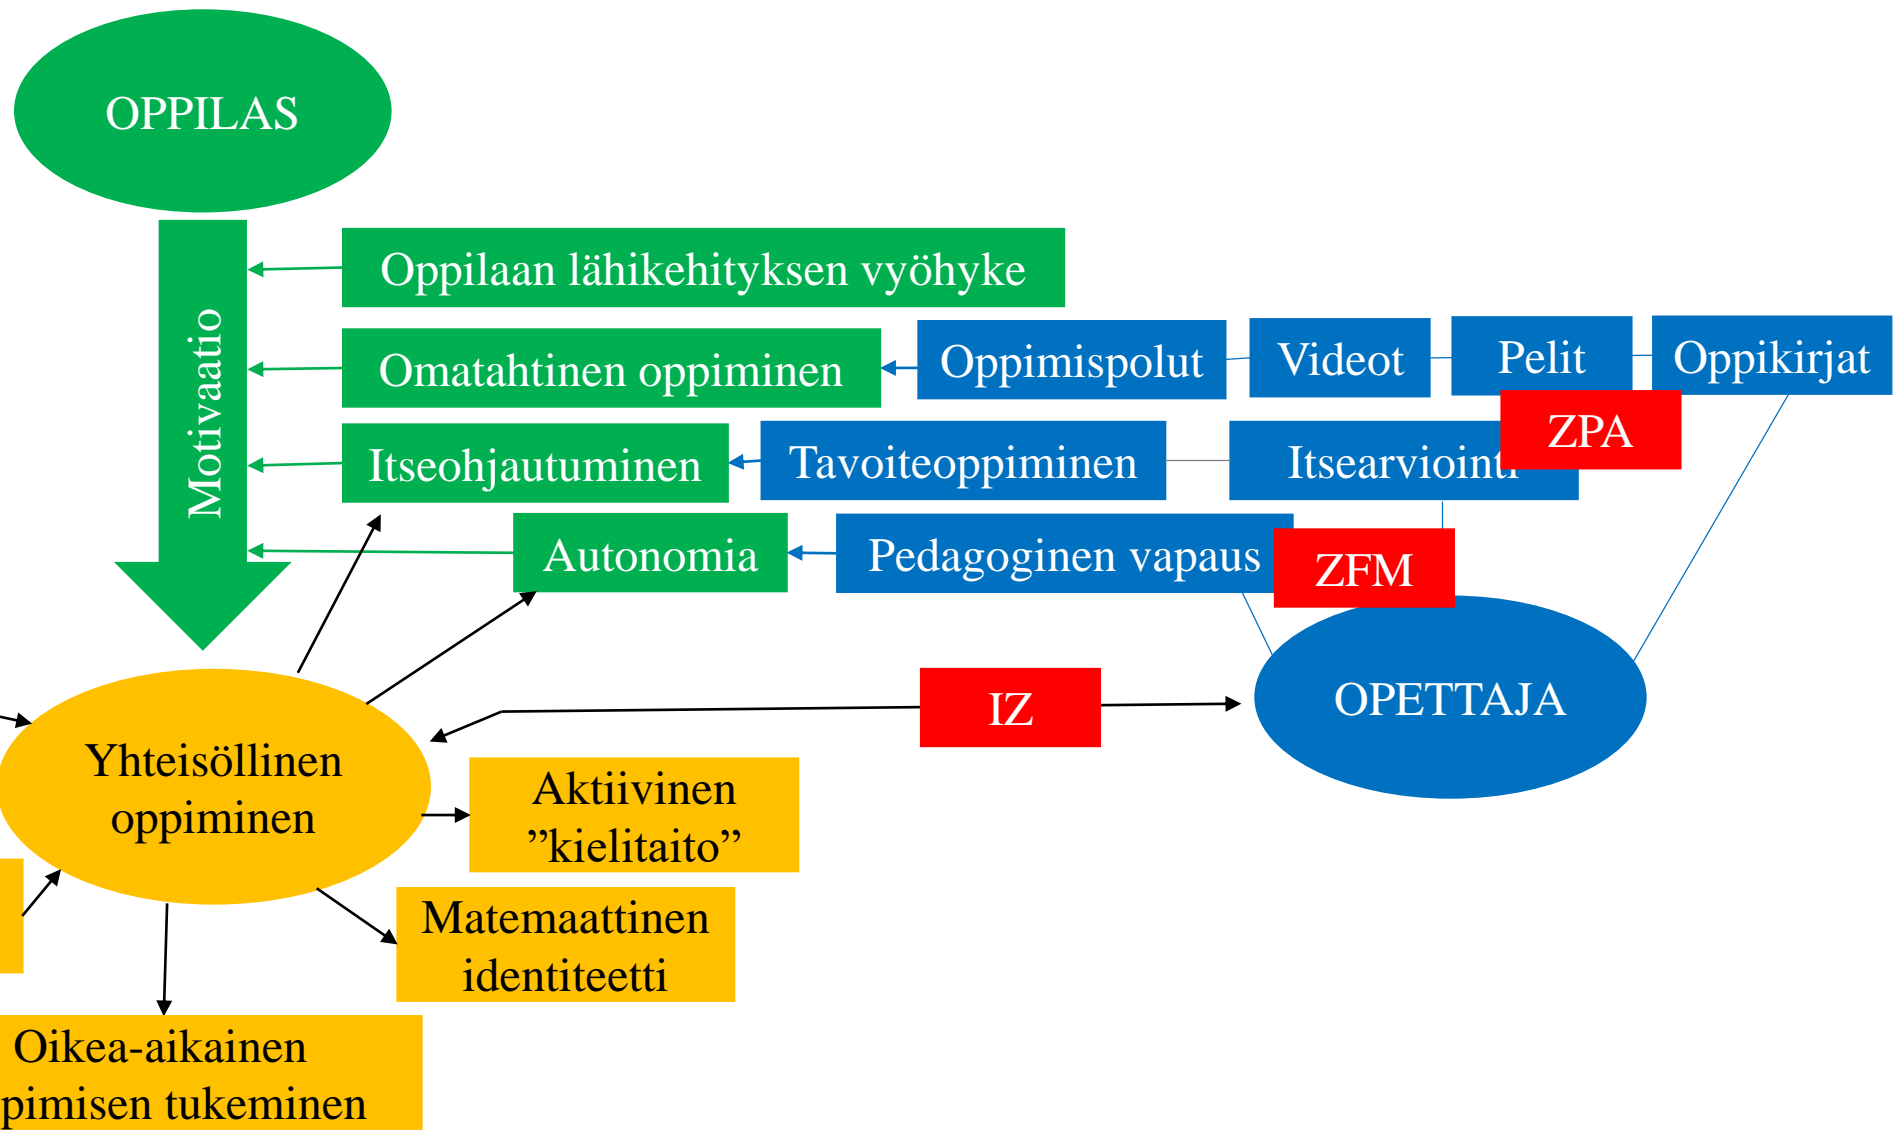 OPPILAS
Motivaatio
Oppilaan lähikehityksen vyöhyke
Omatahtinen oppiminen
Oppimispolut
Videot
Pelit
Oppikirjat
ZPA
Itseohjautuminen
Tavoiteoppiminen
Itsearviointi
Autonomia
Pedagoginen vapaus
ZFM
IZ
OPETTAJA
Yhteisöllinen
oppiminen
Aktiivinen
”kielitaito”
Matemaattinen
identiteetti
Oikea-aikainen
pimisen tukeminen